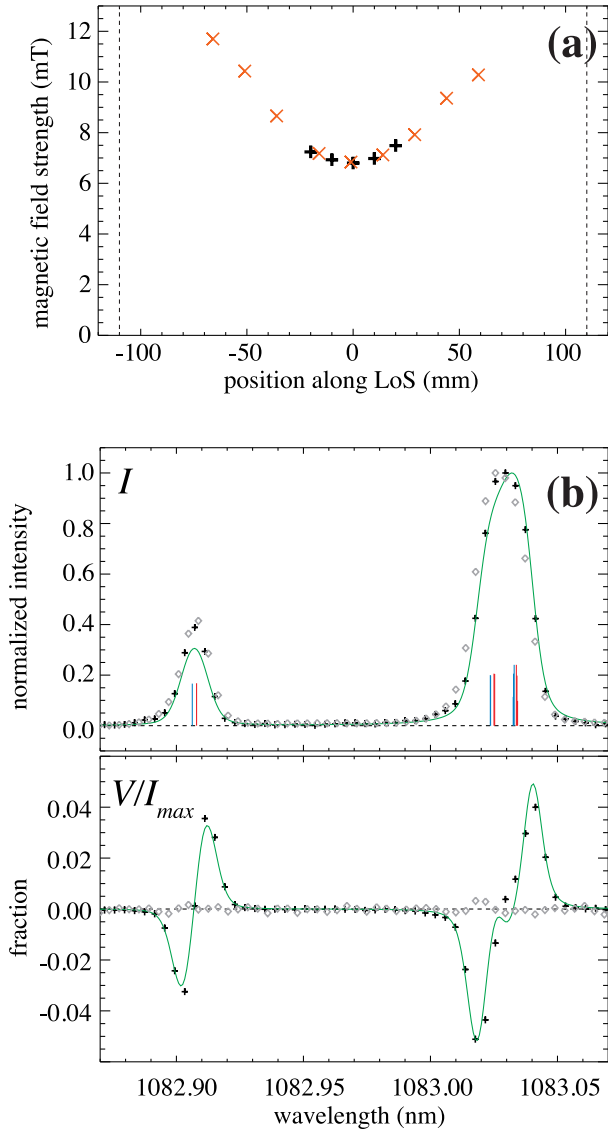 (a)
magnetic field strength (mT)
12
10
8
6
4
2
0
-100 -50 0 50 100
position along LoS (mm)
(b)
I
normalized intensity
1.0
0.8
0.6
0.4
0.2
0.0
V/Imax
fraction
0.04
0.02
0.00
-0.02
-0.04
1082.90 1082.95 1083.00 1083.05
wavelength (nm)